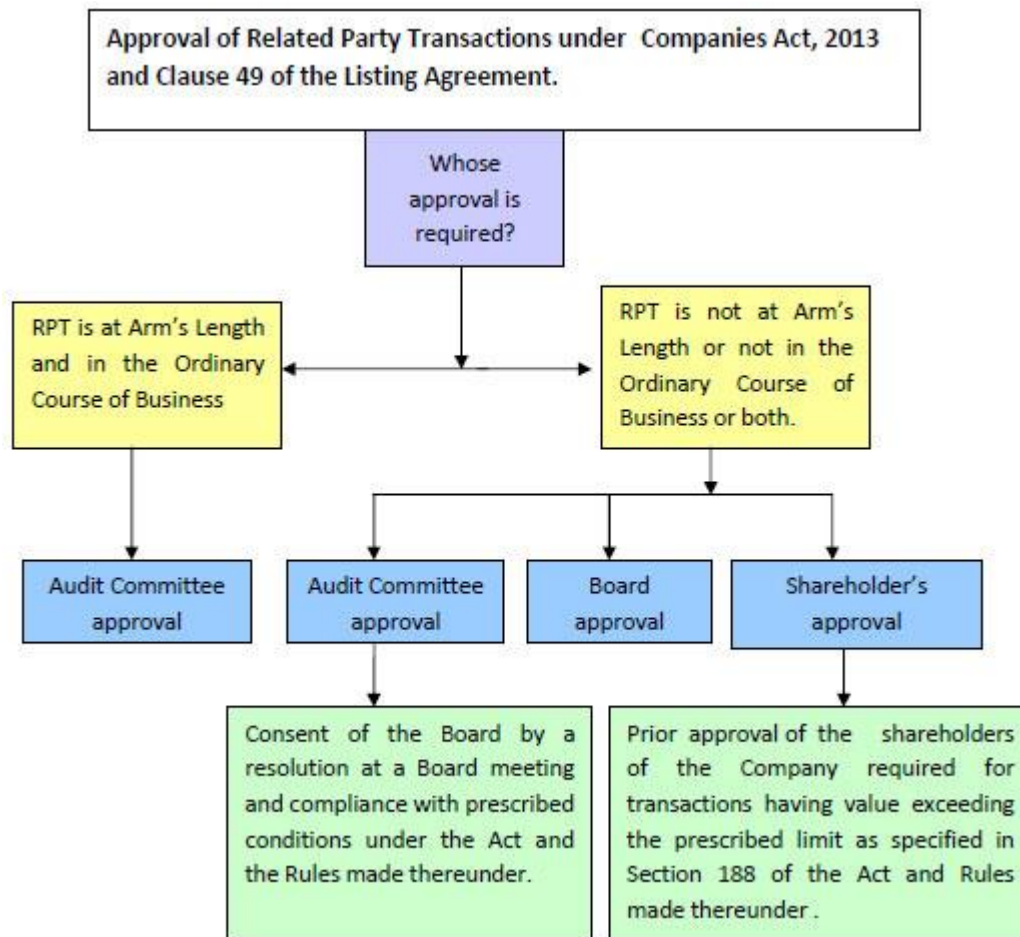 Approval of Related Party Transactions under Companies Act, 2013
and Clause 49 of the Listing Agreement.
Whose
approval is
required?
RPT is at Arm's Length
and in the Ordinary
Course of Business
RPT is not at Arm's
Length or not in the
Ordinary Course of
Business or both.
Audit Committee
approval
Audit Committee
approval
Board
approval
Shareholder's
approval
Consent of the Board by a
resolution at a Board meeting
and compliance with prescribed
conditions under the Act and
the Rules made thereunder.
Prior approval of the shareholders
of the Company required for
transactions having value exceeding
the prescribed limit as specified in
Section 188 of the Act and Rules
made thereunder .